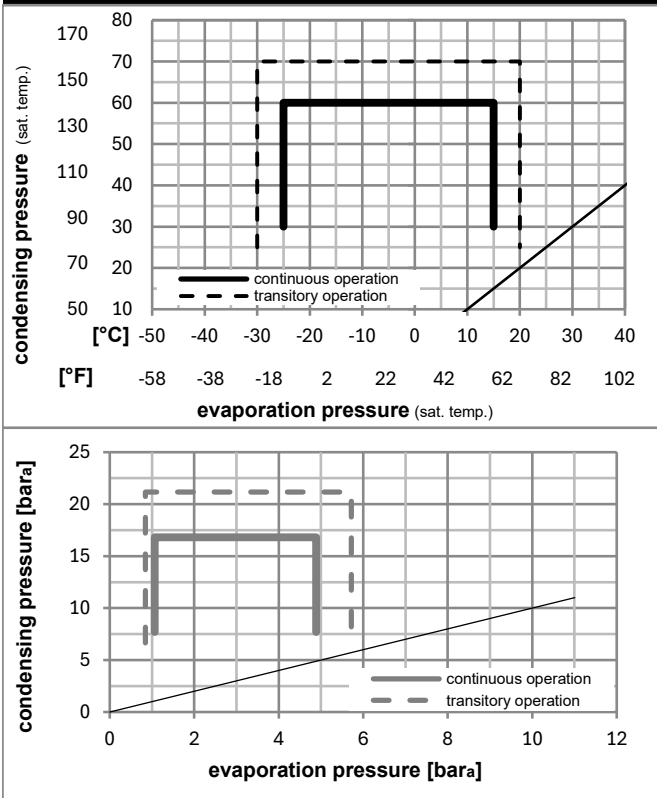 condensing pressure (sat. temp.)
170 80
150 70
130 60
110 50
90 40
70 30
50 20
10
continuous operation
transitory operation
[°C] -50 -40 -30 -20 -10 0 10 20 30 40
[°F] -58 -38 -18 2 22 42 62 82 102
evaporation pressure (sat. temp.)
condensing pressure [bara]
25
20
15
10
5
0
continuous operation
transitory operation
0 2 4 6 8 10 12
evaporation pressure [bara]